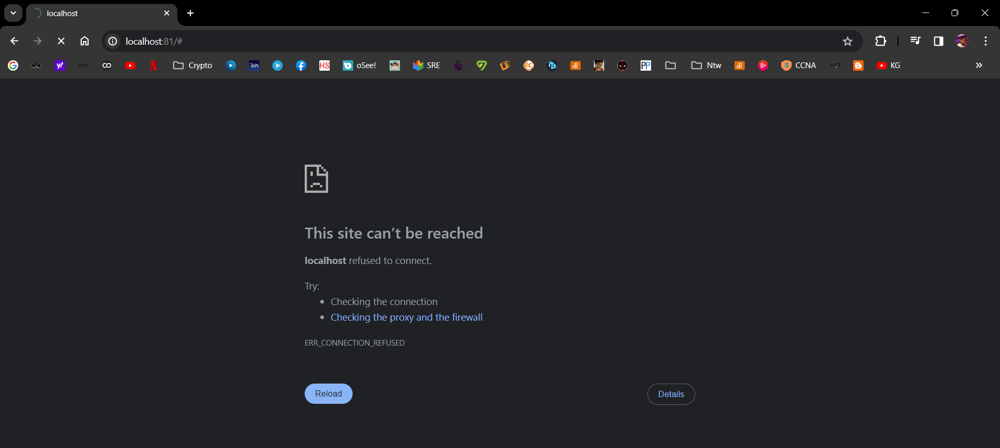 localhost
localhost:81/#
Crypto
oSee!
SRE
PP
Ntw
CCNA
KG
This site can’t be reached
localhost refused to connect.
Try:
• Checking the connection
• Checking the proxy and the firewall
ERR_CONNECTION_REFUSED
Reload
Details